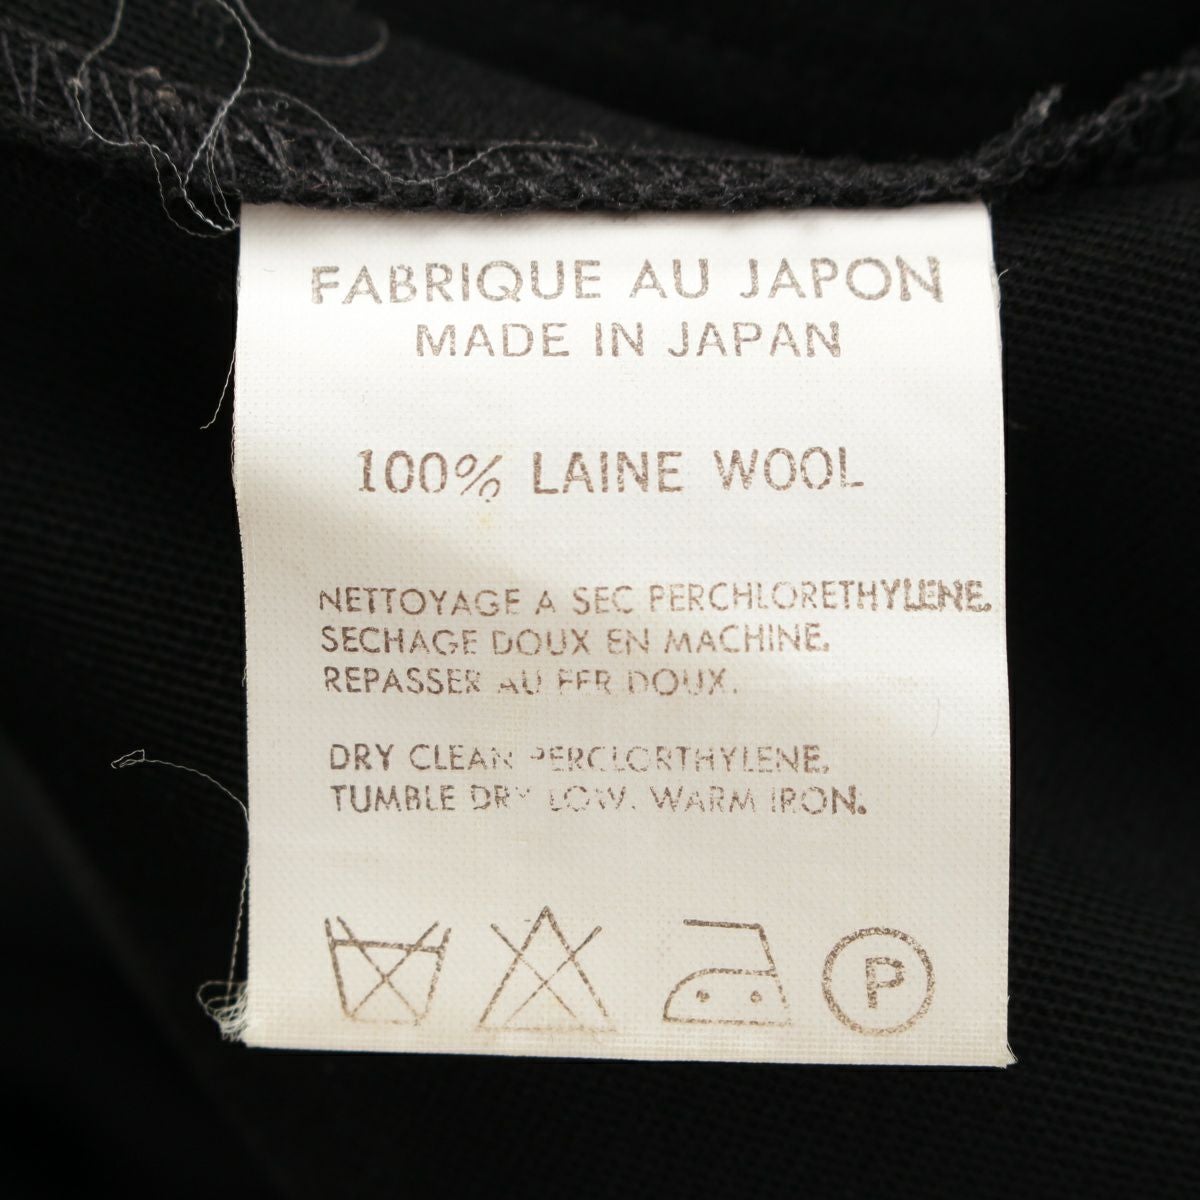 FABRIQUE AU JAPON
MADE IN JAPAN
100% LAINE WOOL
NETTOYAGE A SEC PERCHLORETHYLENE.
SECHAGE DOUX EN MACHINE.
REPASSER AU FER DOUX.
DRY CLEAN PERCLORTHYLENE.
TUMBLE DRY LOW. WARM IRON.
P